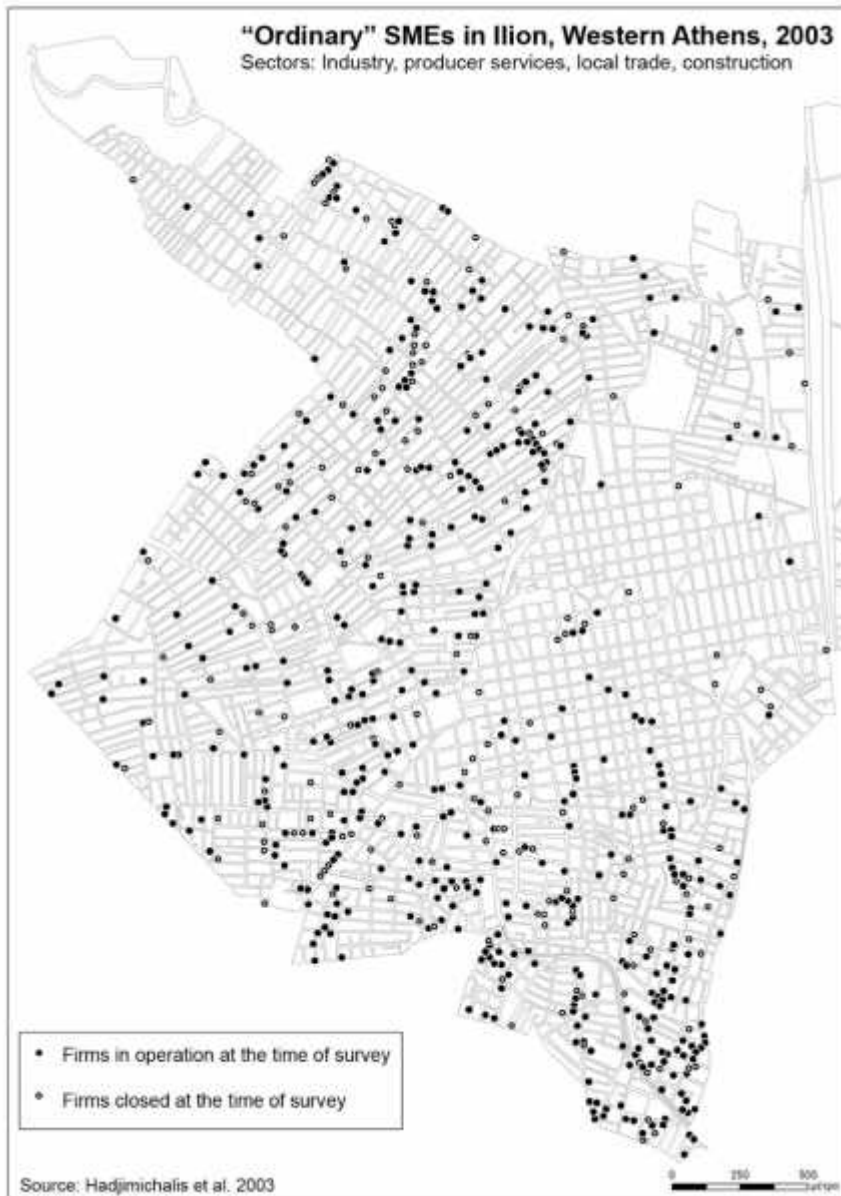 “Ordinary” SMEs in Ilion, Western Athens, 2003
Sectors: Industry, producer services, local trade, construction
Firms in operation at the time of survey
Firms closed at the time of survey
Source: Hadjimichalis et al. 2003
0 250 500